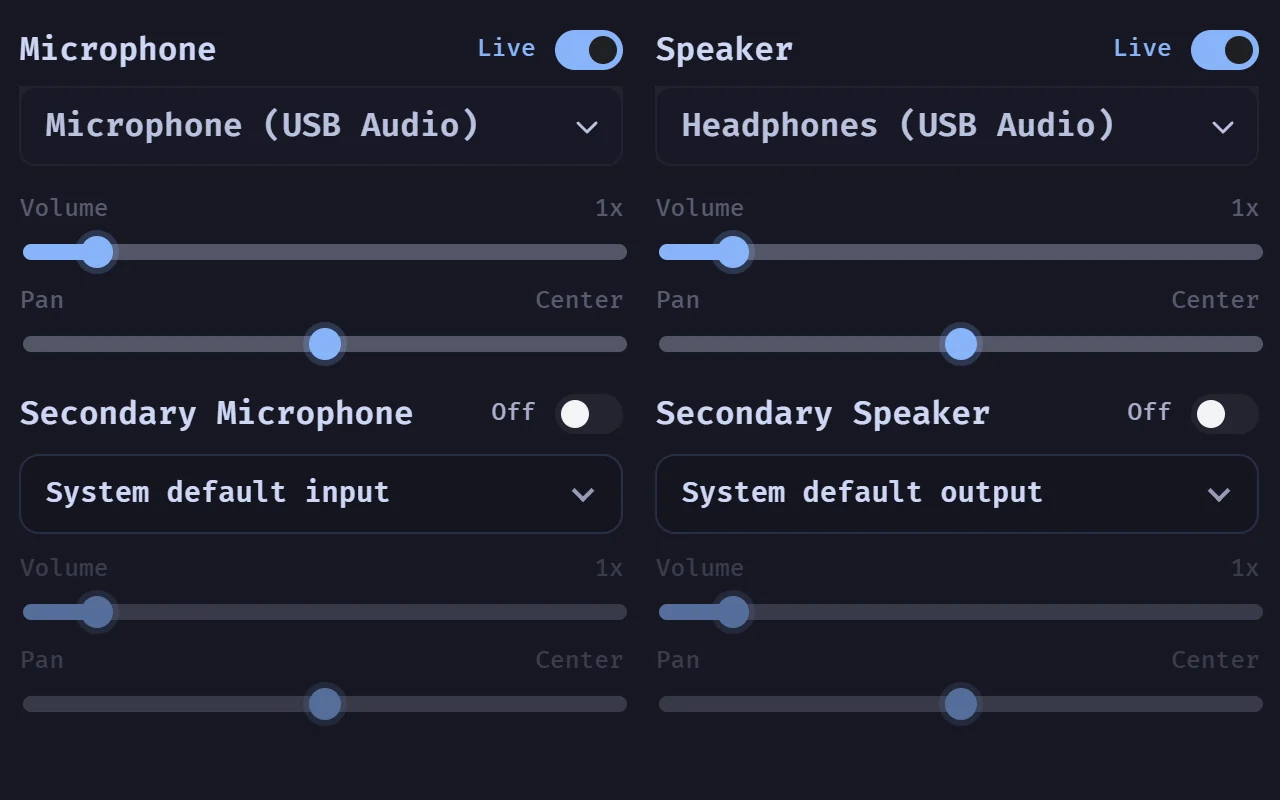 Microphone Live
Microphone (USB Audio)
Volume 1x
Pan Center
Secondary Microphone Off
System default input
Volume 1x
Pan Center
Speaker Live
Headphones (USB Audio)
Volume 1x
Pan Center
Secondary Speaker Off
System default output
Volume 1x
Pan Center